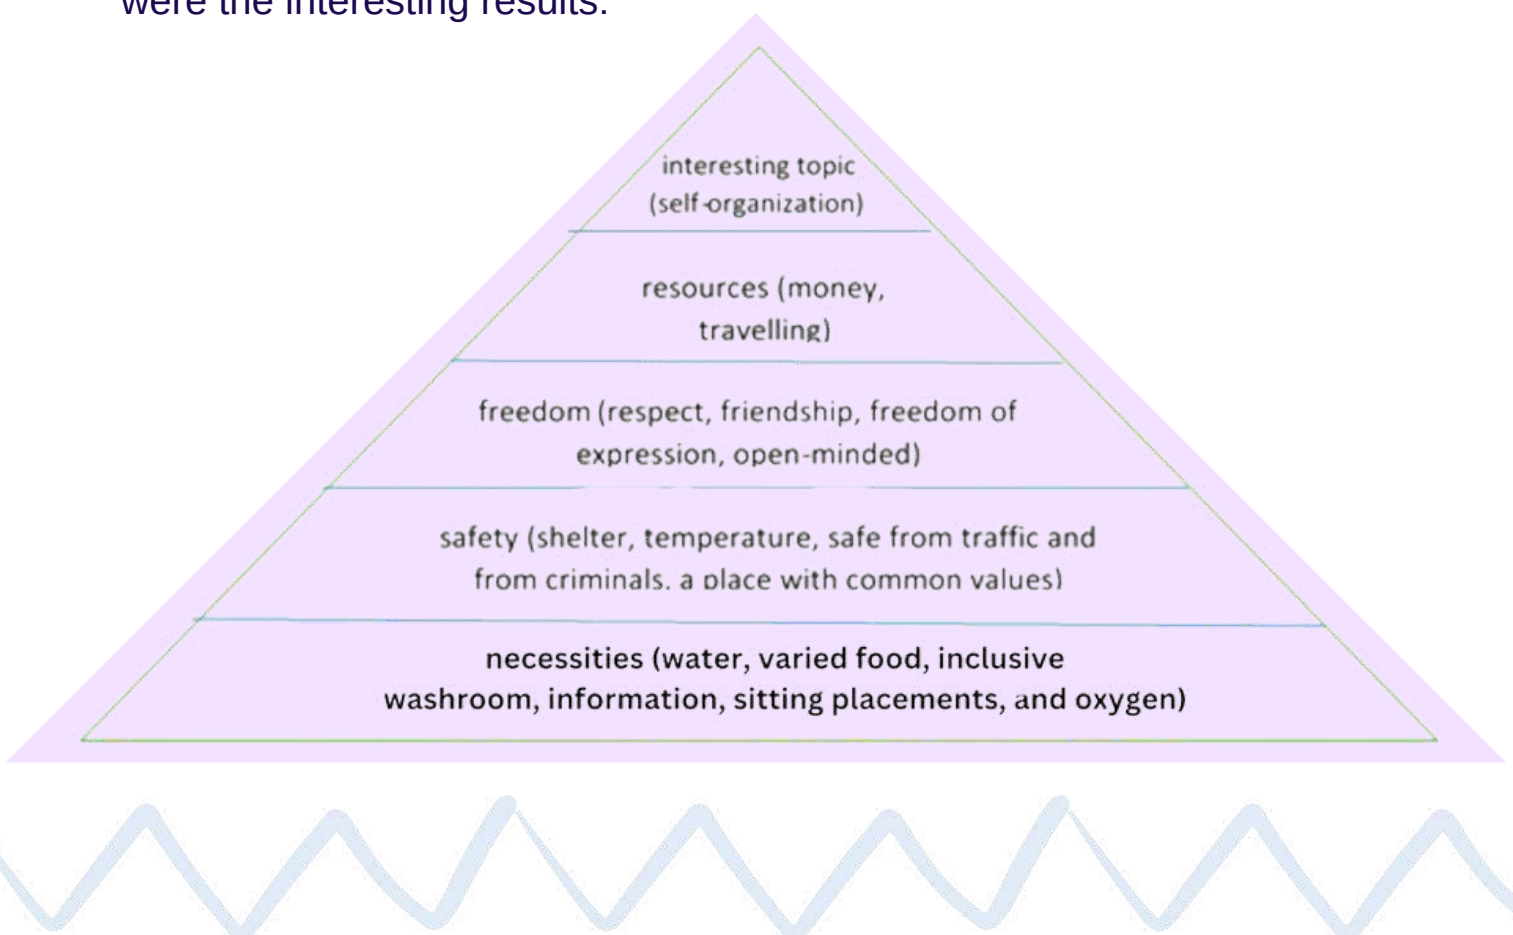 were the interesting results:
interesting topic
(self-organization)
resources (money,
travelling)
freedom (respect, friendship, freedom of
expression, open-minded)
safety (shelter, temperature, safe from traffic and
from criminals. a place with common values)
necessities (water, varied food, inclusive
washroom, information, sitting placements, and oxygen)